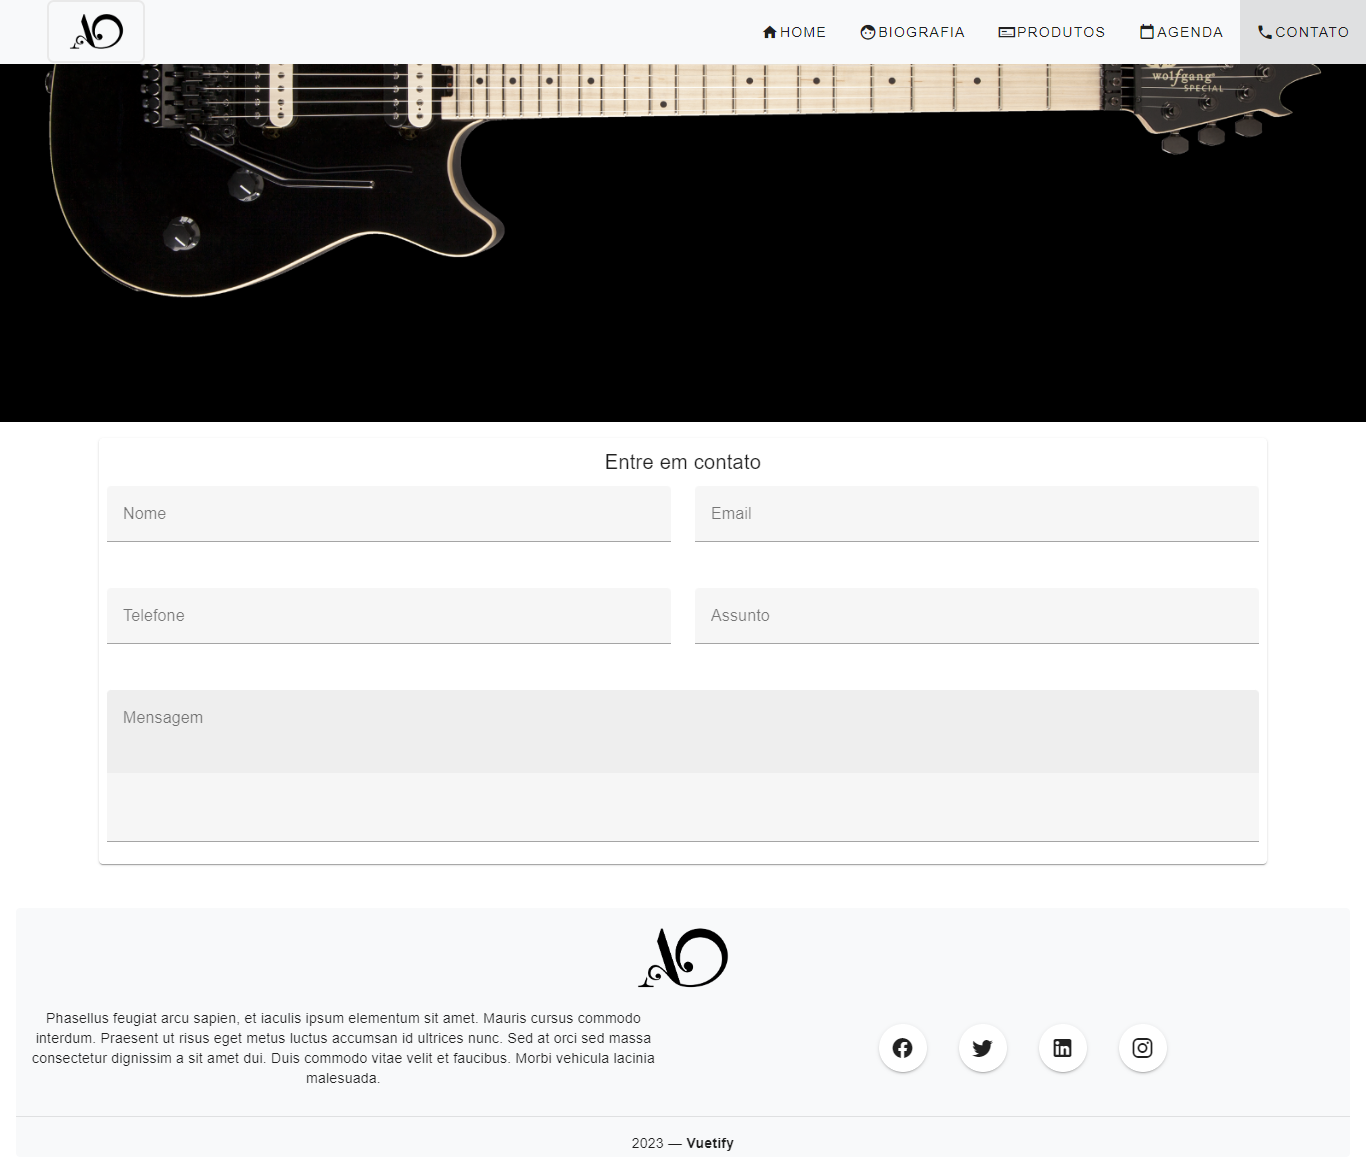 HOME BIOGRAFIA PRODUTOS AGENDA CONTATO
wolfgang
SPECIAL
Entre em contato
Nome Email
Telefone Assunto
Mensagem
Phasellus feugiat arcu sapien, et iaculis ipsum elementum sit amet. Mauris cursus commodo
interdum. Praesent ut risus eget metus luctus accumsan id ultrices nunc. Sed at orci sed massa
consectetur dignissim a sit amet dui. Duis commodo vitae velit et faucibus. Morbi vehicula lacinia
malesuada.
2023 — Vuetify